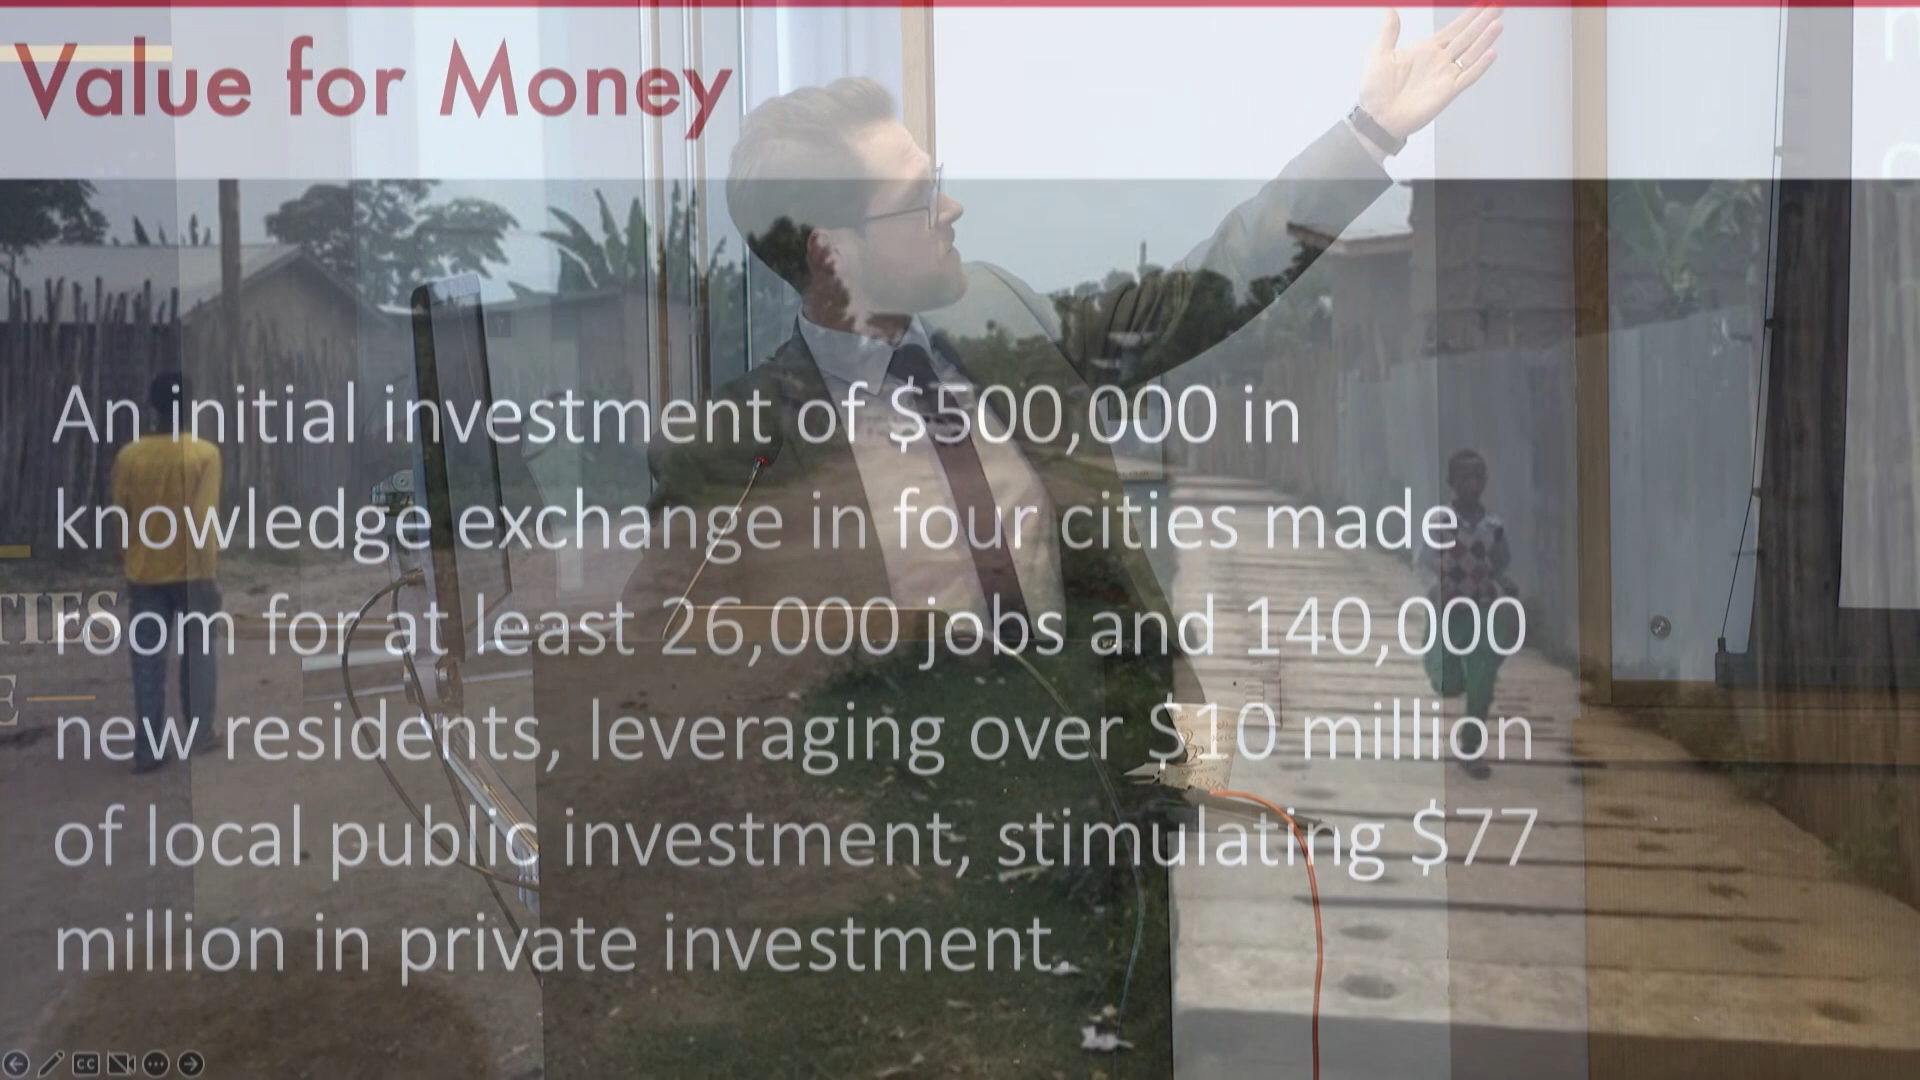 Value for Money
An initial investment of $500,000 in
knowledge exchange in four cities made
room for at least 26,000 jobs and 140,000
new residents, leveraging over $10 million
of local public investment, stimulating $77
million in private investment.
TIES
E
CC